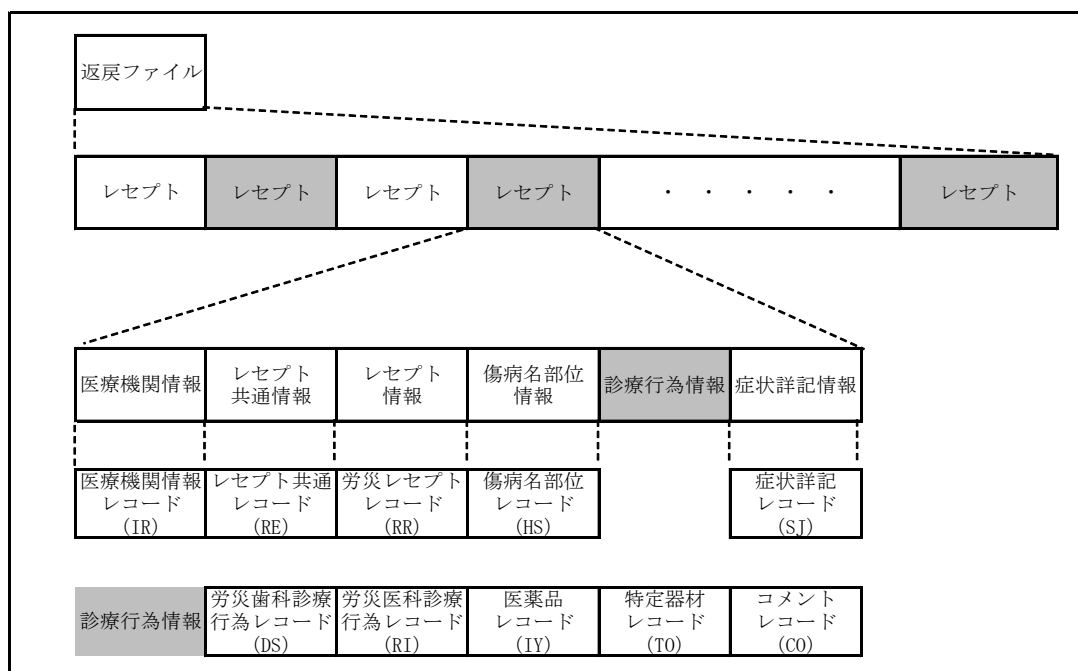 返戻ファイル
レセプト
レセプト
レセプト
レセプト
・ ・ ・ ・ ・
レセプト
医療機関情報
レセプト
共通情報
レセプト
情報
傷病名部位
情報
診療行為情報
症状詳記情報
医療機関情報
レコード
(IR)
レセプト共通
レコード
(RE)
労災レセプト
レコード
(RR)
傷病名部位
レコード
(HS)
症状詳記
レコード
(SJ)
診療行為情報
労災歯科診療
行為レコード
(DS)
労災医科診療
行為レコード
(RI)
医薬品
レコード
(IY)
特定器材
レコード
(TO)
コメント
レコード
(CO)